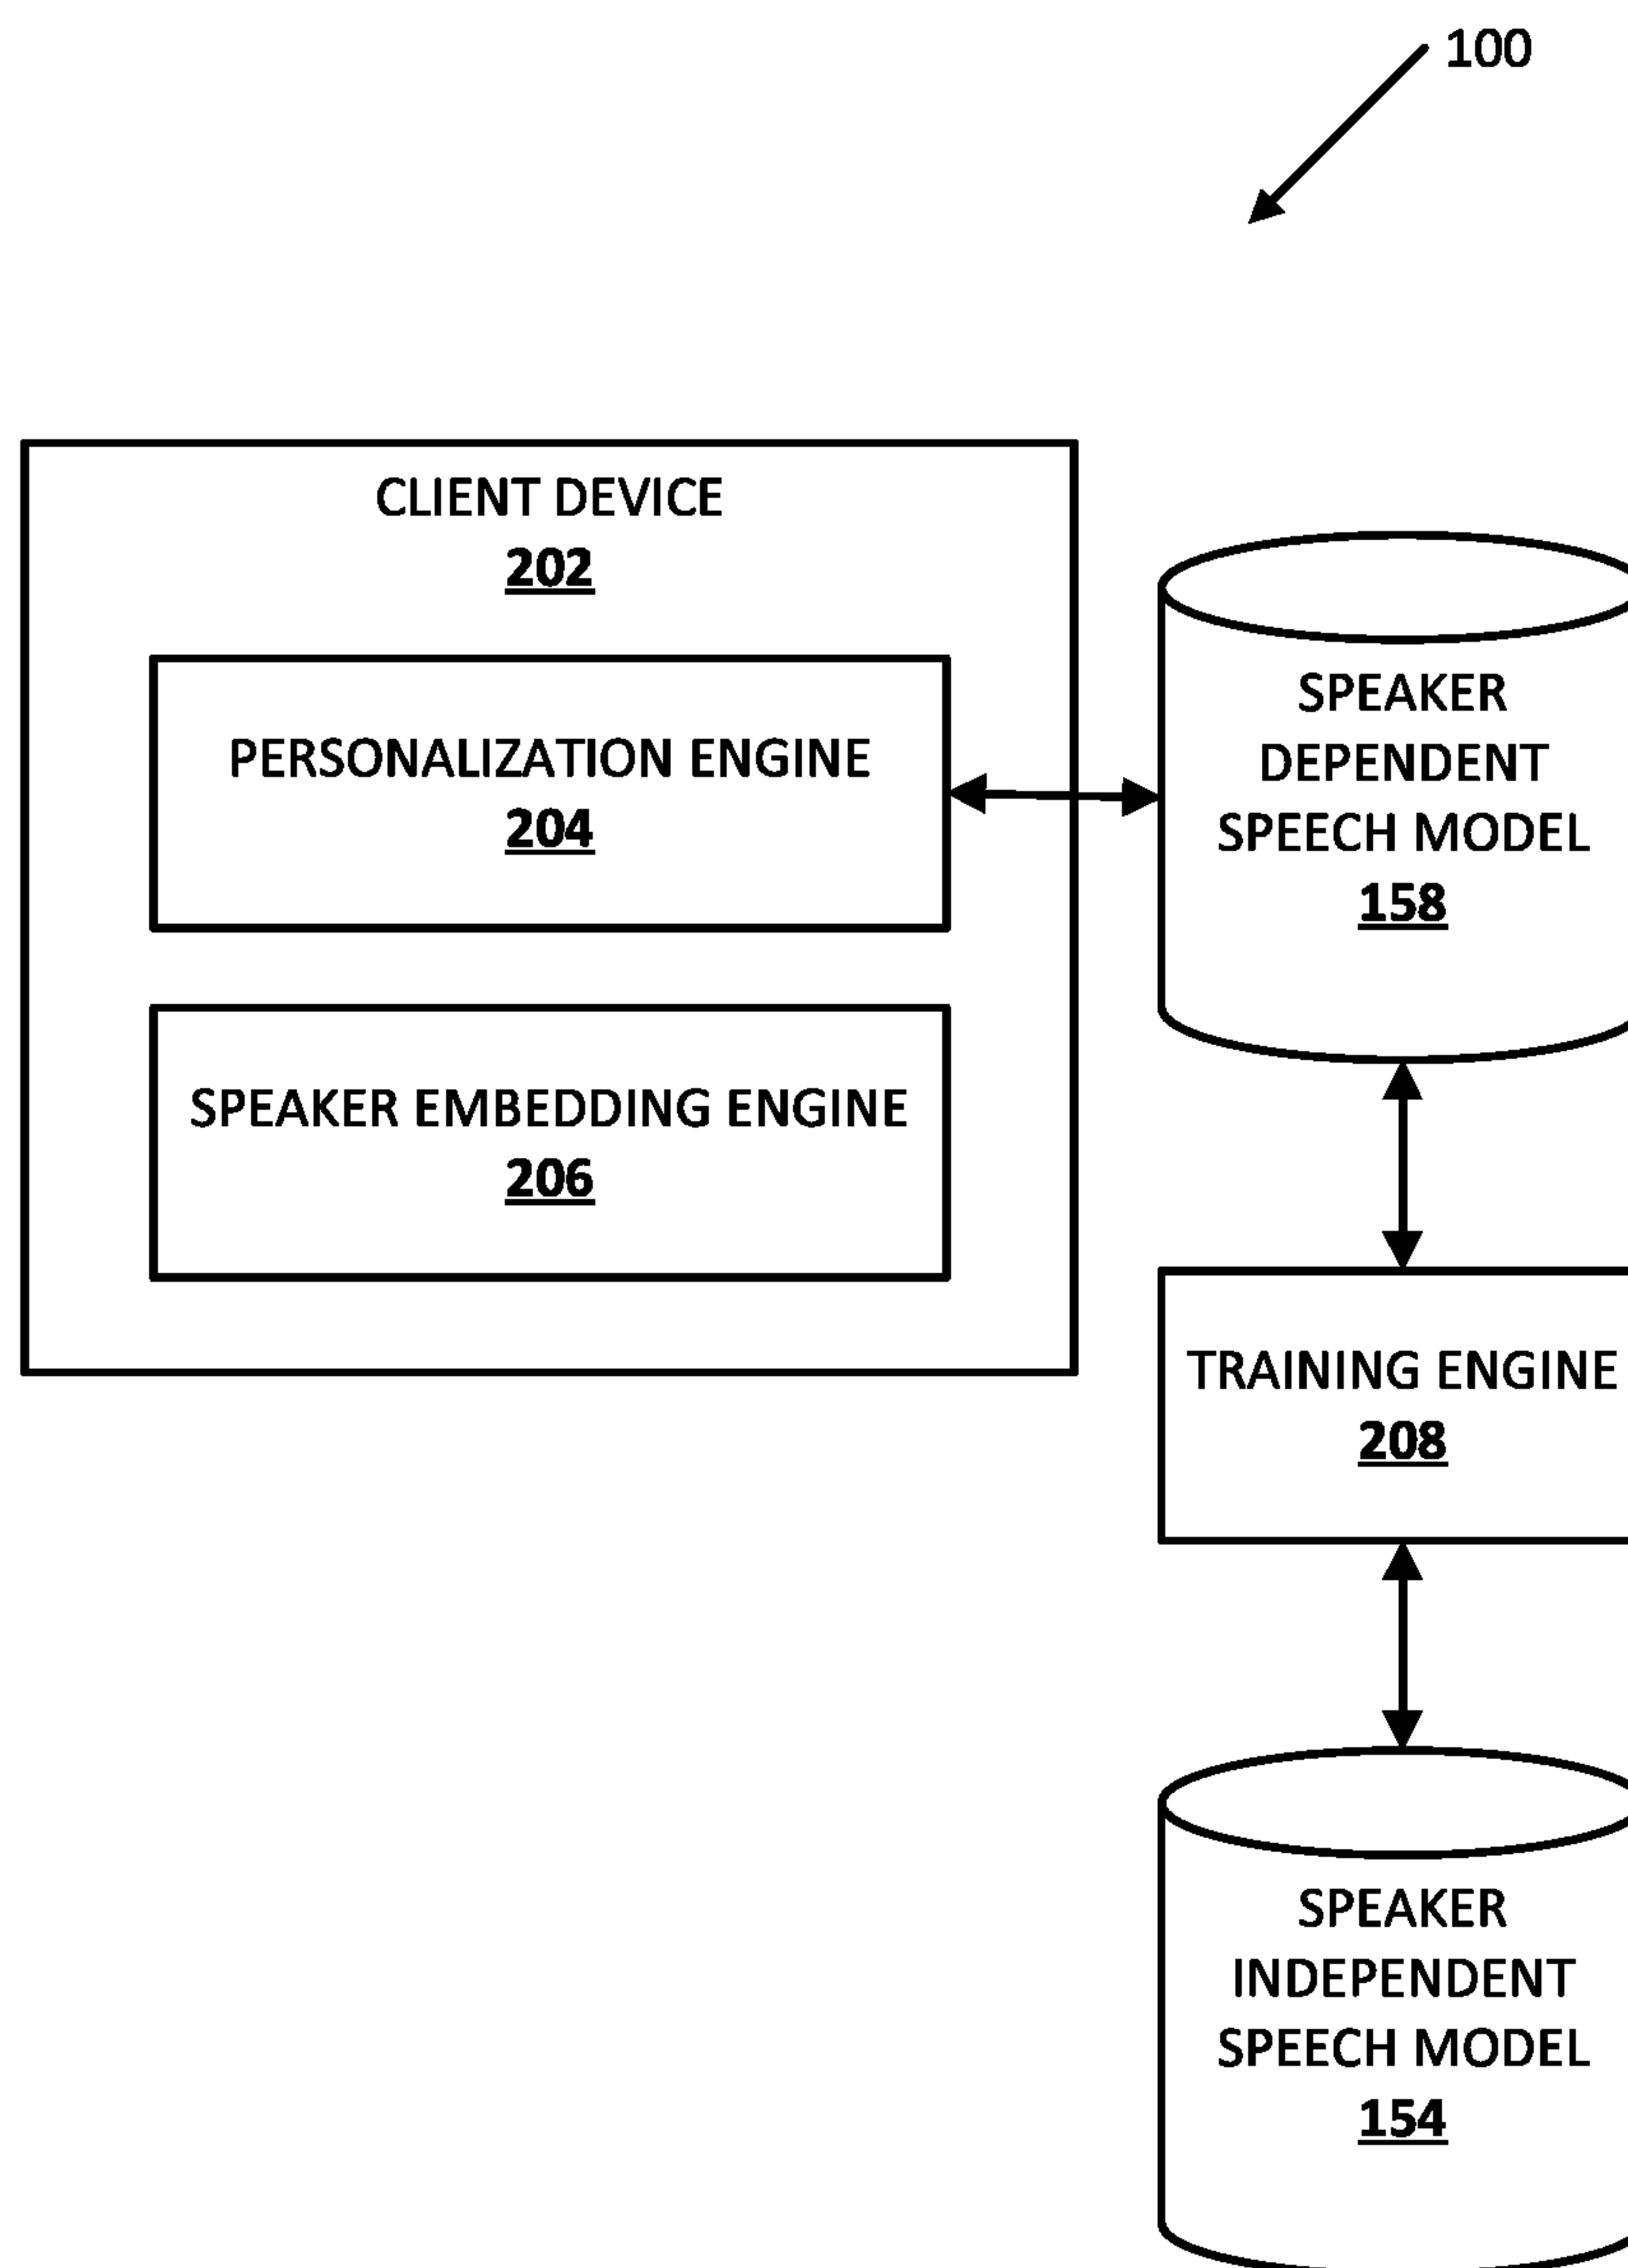 100
CLIENT DEVICE
202
PERSONALIZATION ENGINE
204
SPEAKER EMBEDDING ENGINE
206
SPEAKER
DEPENDENT
SPEECH MODEL
158
TRAINING ENGINE
208
SPEAKER
INDEPENDENT
SPEECH MODEL
154